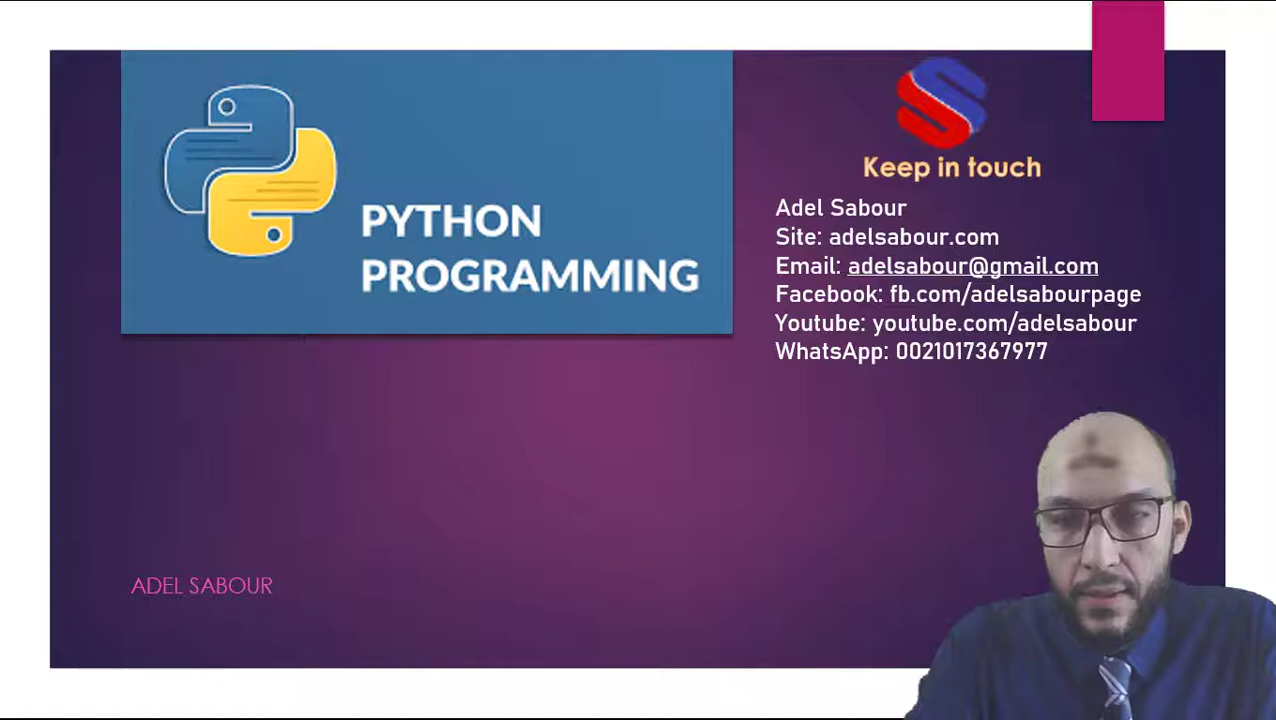 PYTHON
PROGRAMMING
Keep in touch
Adel Sabour
Site: adelsabour.com
Email: adelsabour@gmail.com
Facebook: fb.com/adelsabourpage
Youtube: youtube.com/adelsabour
WhatsApp: 0021017367977
ADEL SABOUR